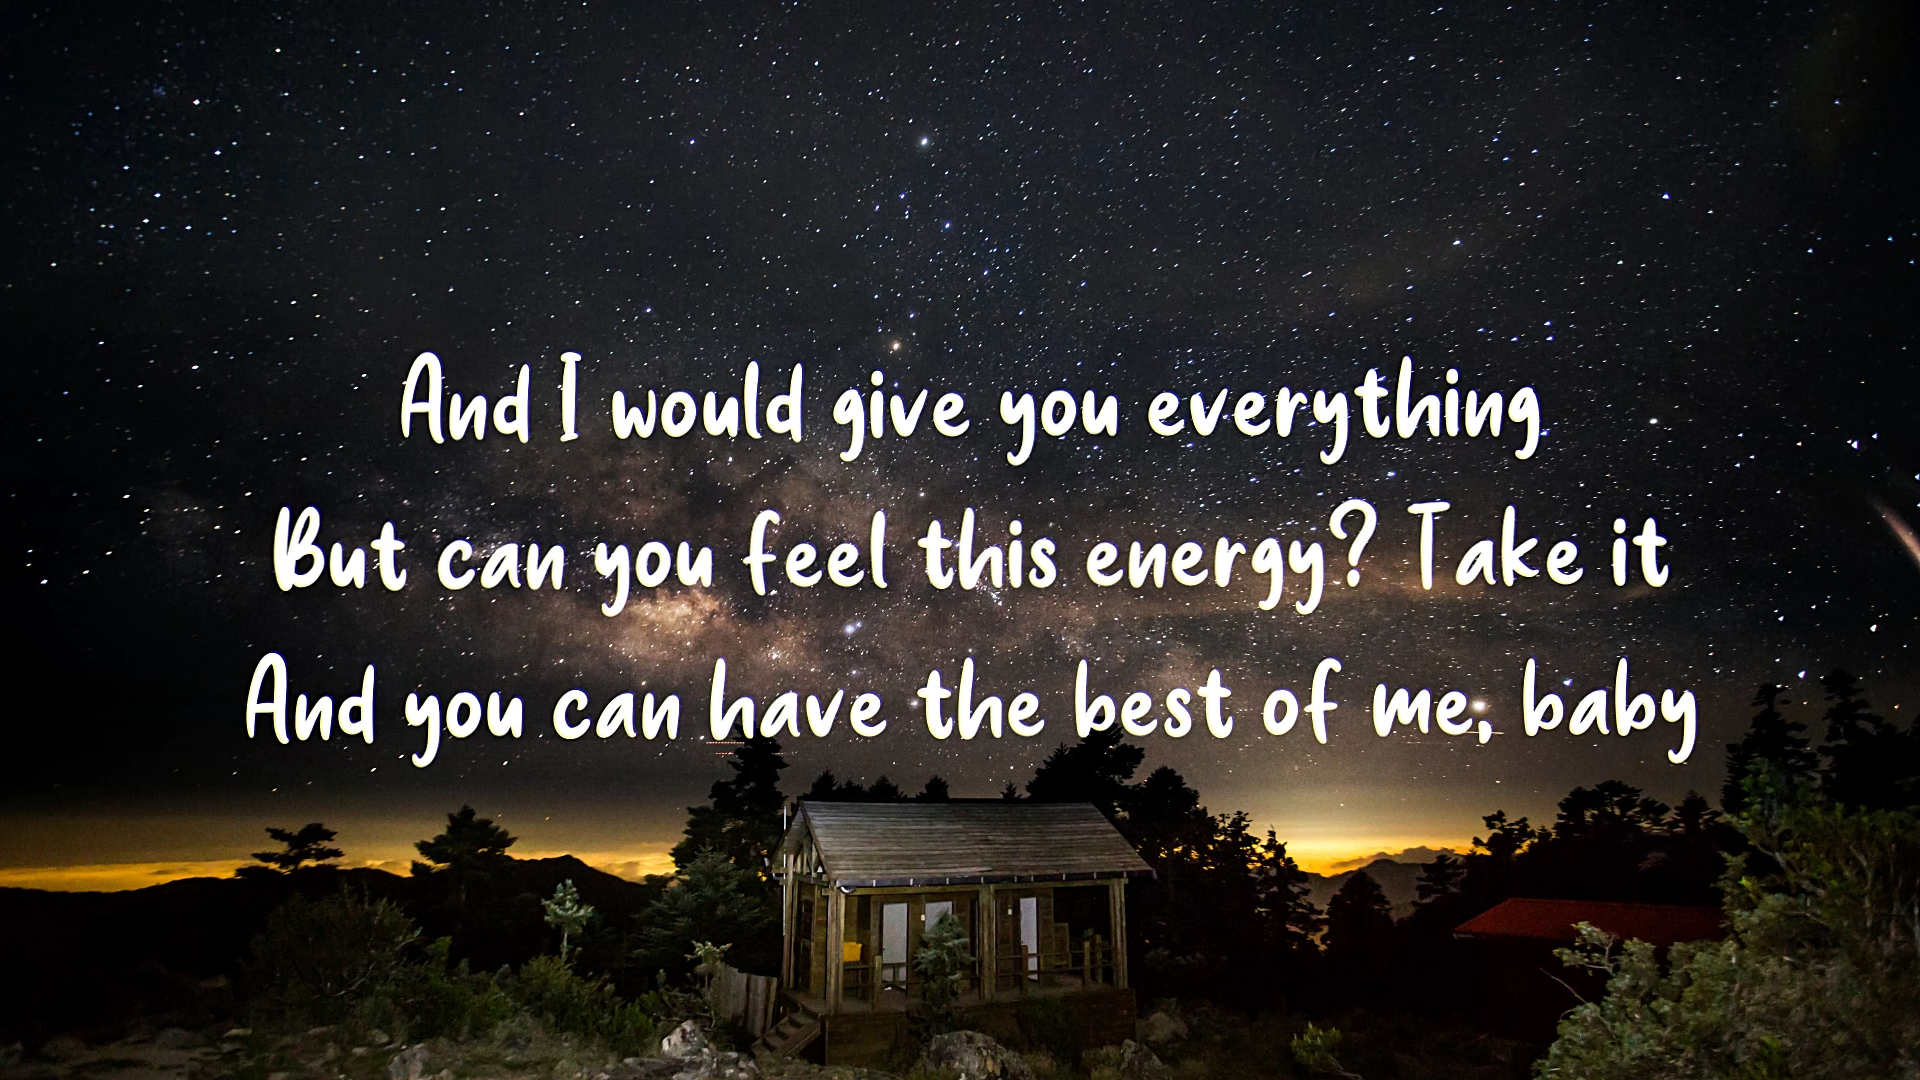 And I would give you everything
But can you feel this energy? Take it
And you can have the best of me, baby